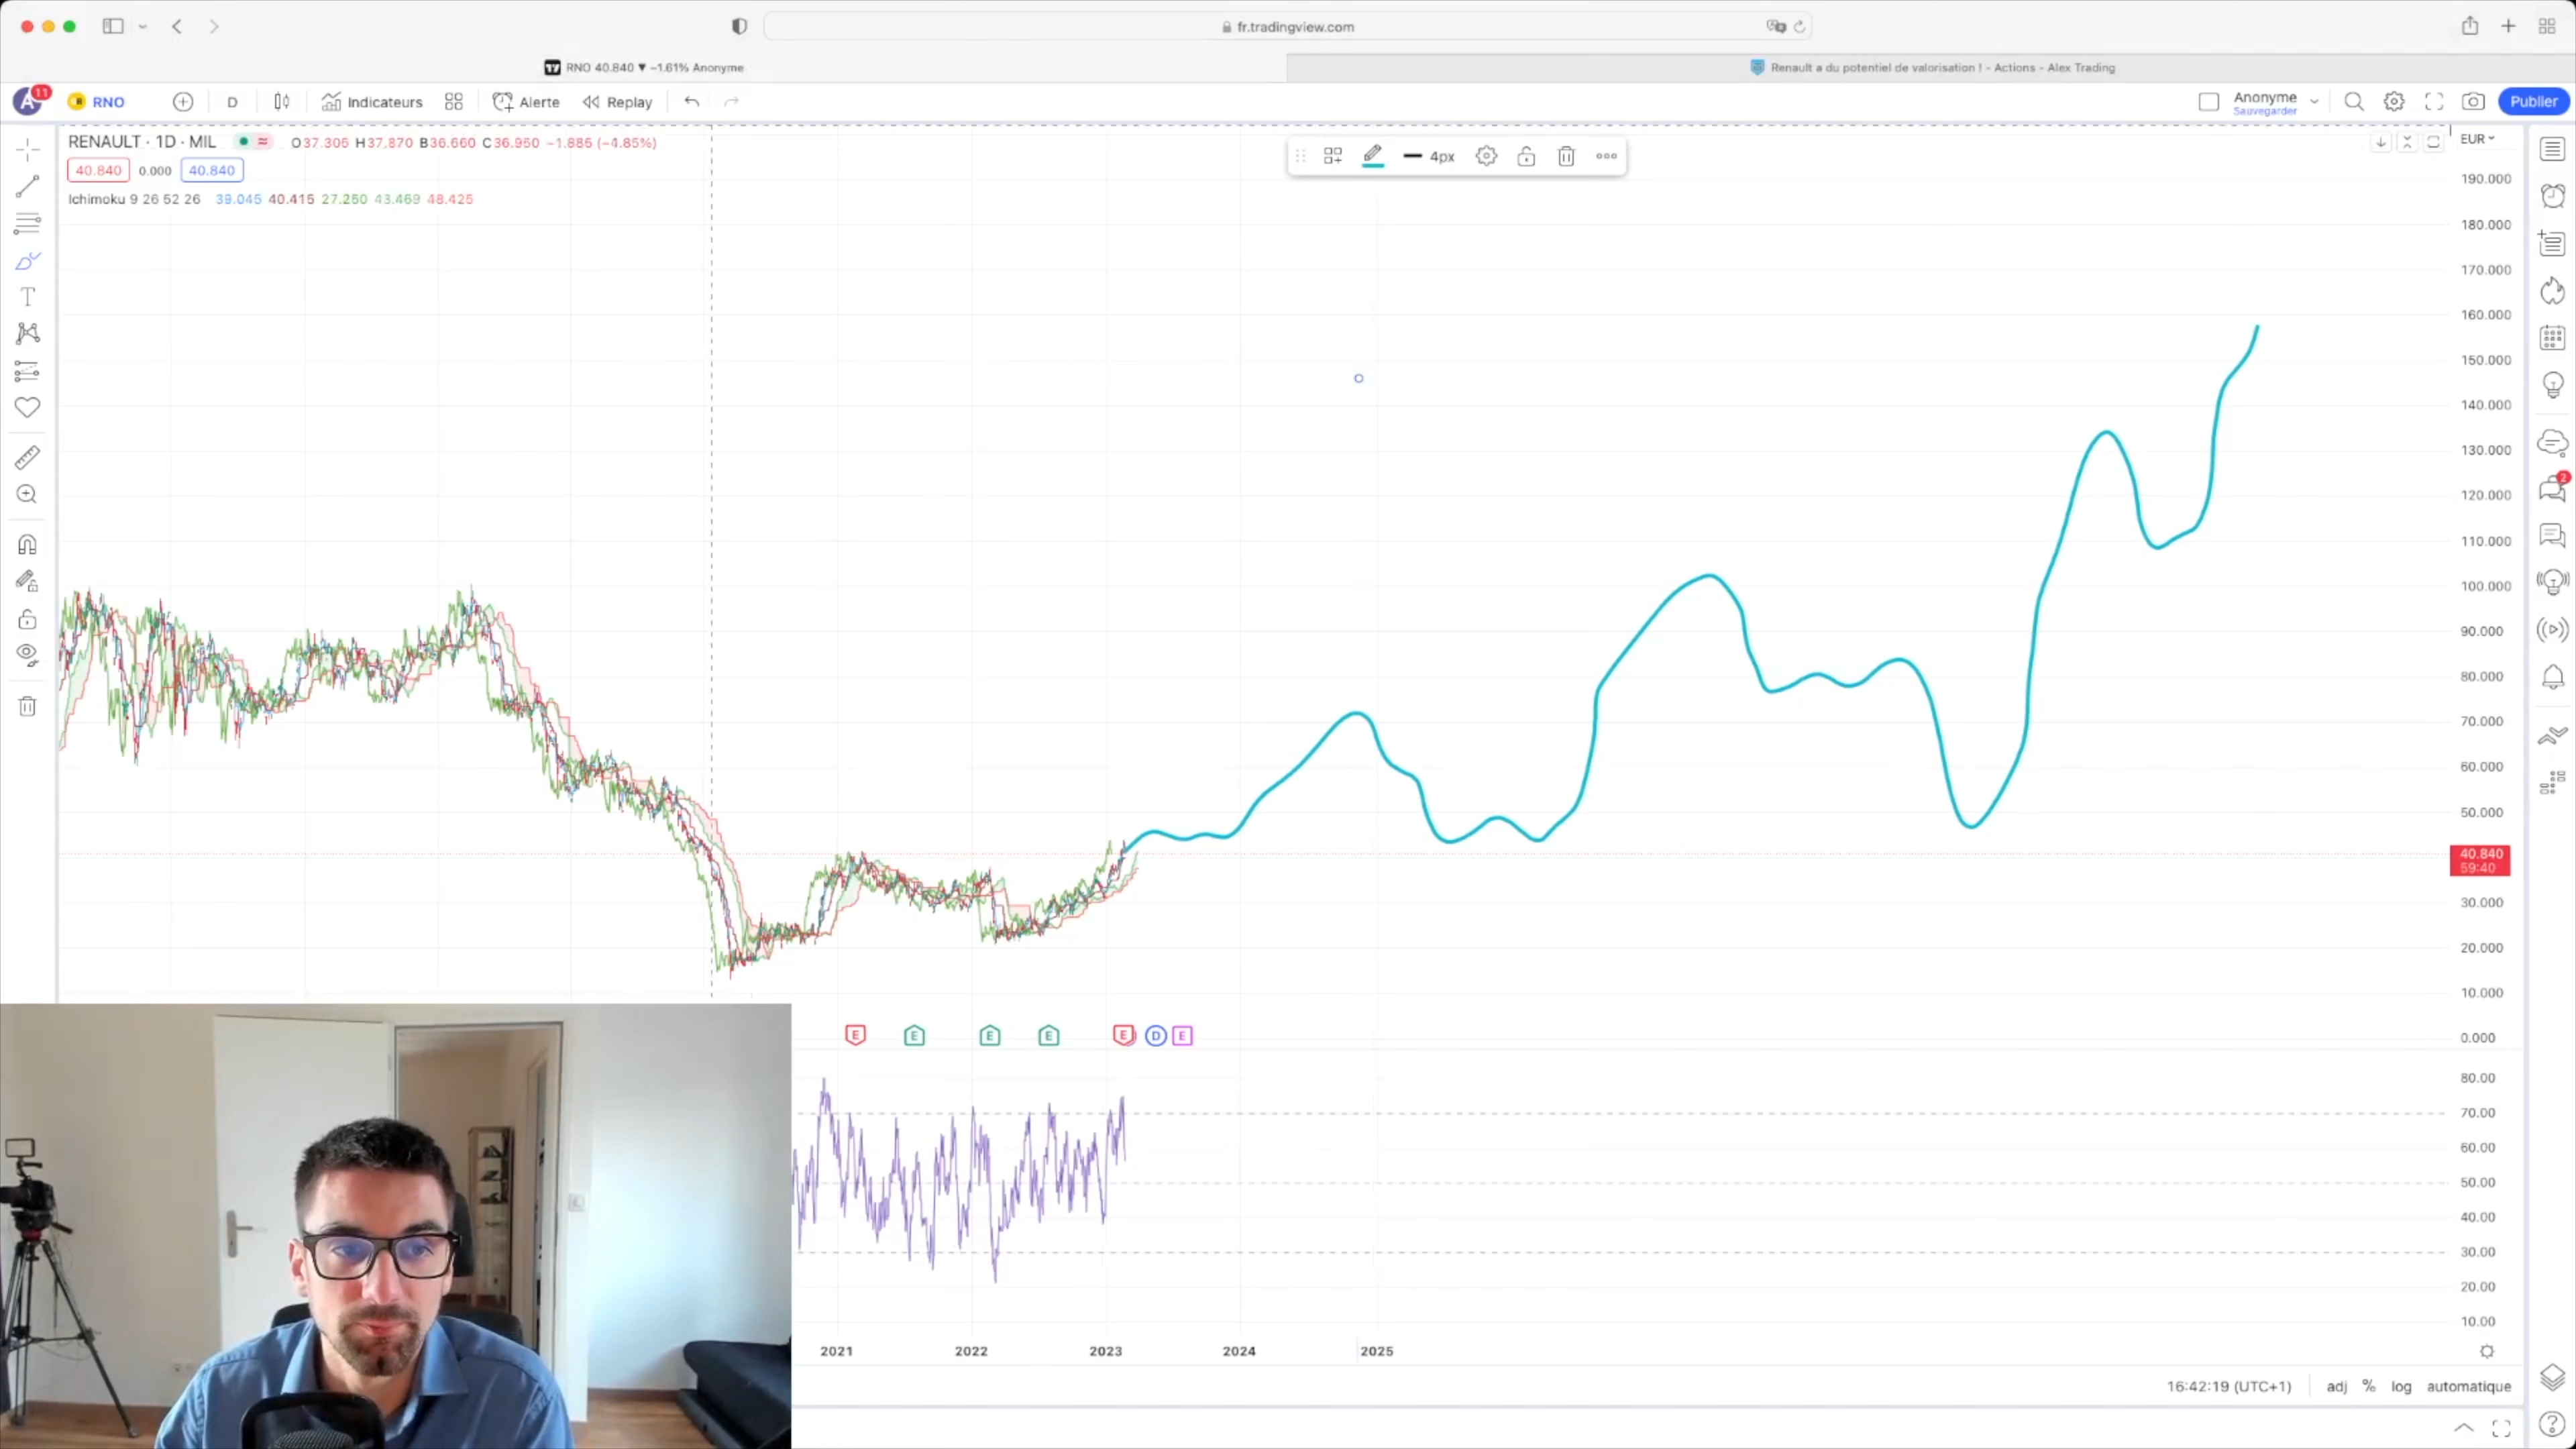 fr.tradingview.com
RNO 40.840 ▼ −1.61% Anonyme
Renault a du potentiel de valorisation ! - Actions - Alex Trading
A 11
RNO
D
Indicateurs
Alerte
Replay
Anonyme
Sauvegarder
Publier
RENAULT · 1D · MIL
O37.305 H37.870 B36.660 C36.950 −1.885 (−4.85%)
40.840 0.000 40.840
Ichimoku 9 26 52 26 39.045 40.415 27.250 43.469 48.425
4px
EUR
190.000
180.000
170.000
160.000
150.000
140.000
130.000
120.000
110.000
100.000
90.000
80.000
70.000
60.000
50.000
40.840
59:40
30.000
20.000
10.000
0.000
2
E E E E E D E
80.00
70.00
60.00
50.00
40.00
30.00
20.00
10.00
2021 2022 2023 2024 2025
16:42:19 (UTC+1) adj % log automatique